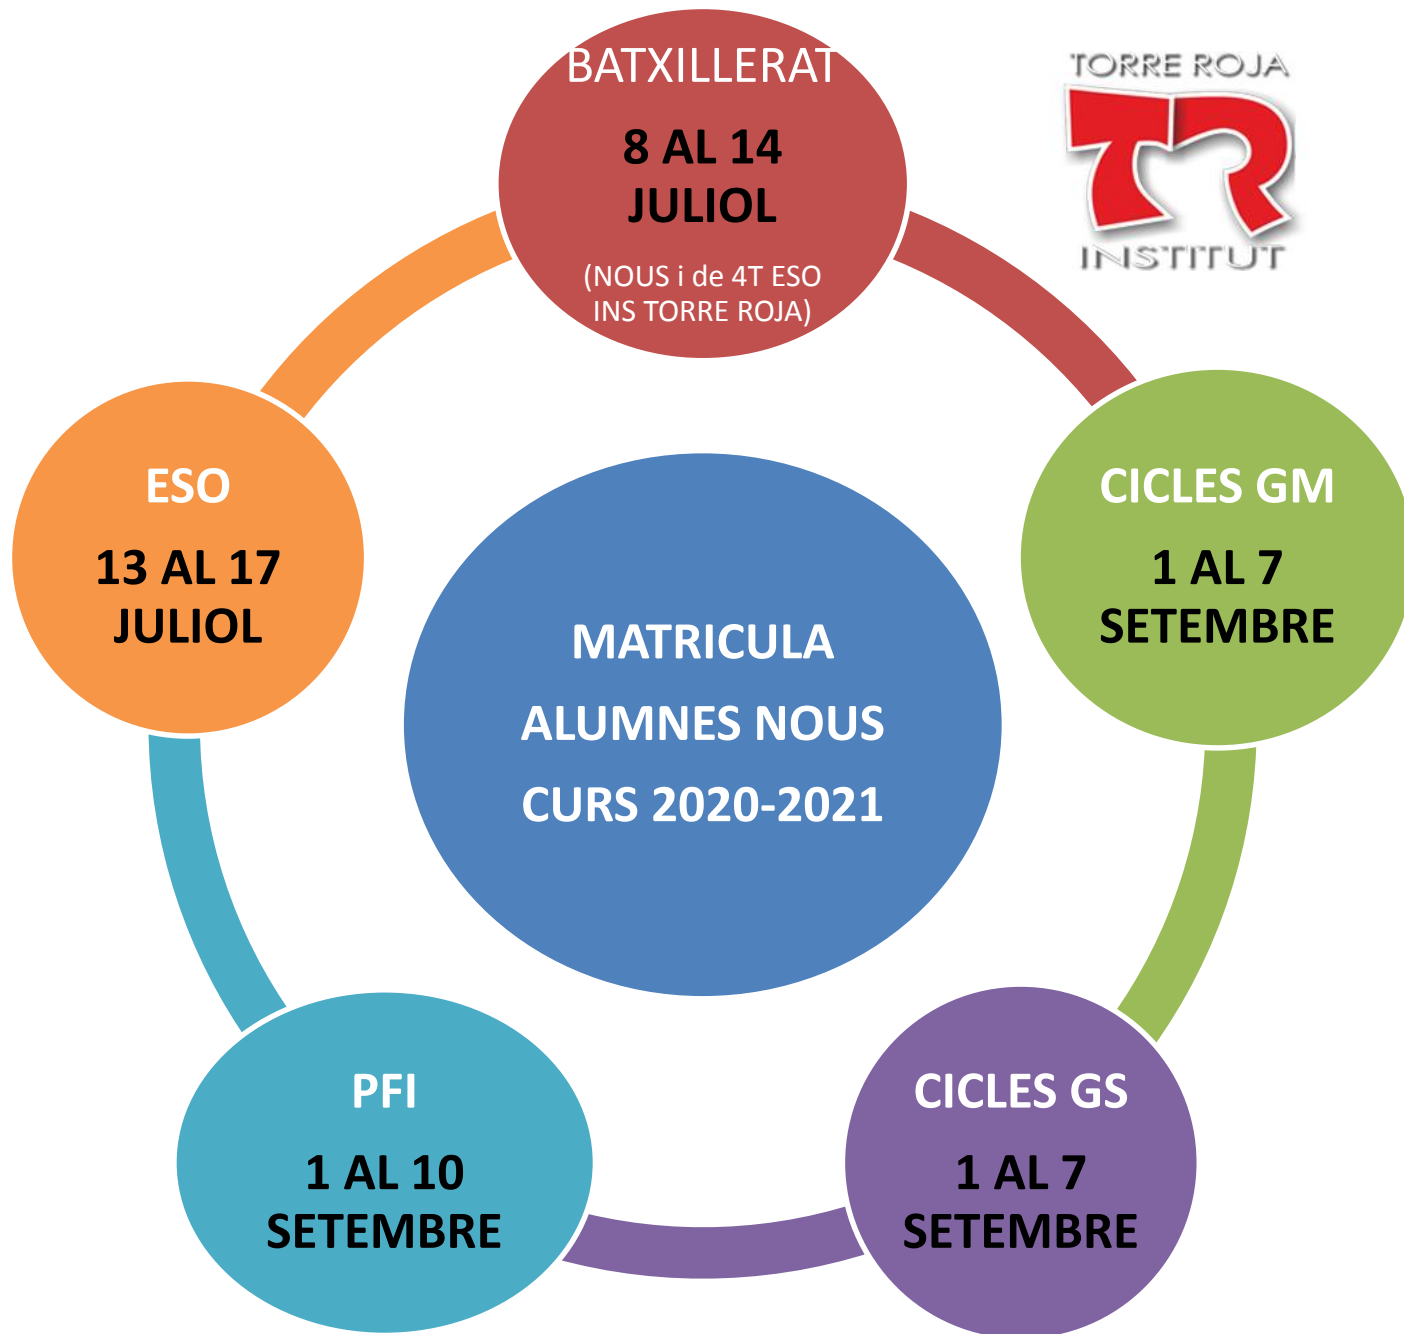 BATXILLERAT
8 AL 14
JULIOL
(NOUS i de 4T ESO
INS TORRE ROJA)
TORRE ROJA
TR
INSTITUT
ESO
13 AL 17
JULIOL
MATRICULA
ALUMNES NOUS
CURS 2020-2021
CICLES GM
1 AL 7
SETEMBRE
PFI
1 AL 10
SETEMBRE
CICLES GS
1 AL 7
SETEMBRE